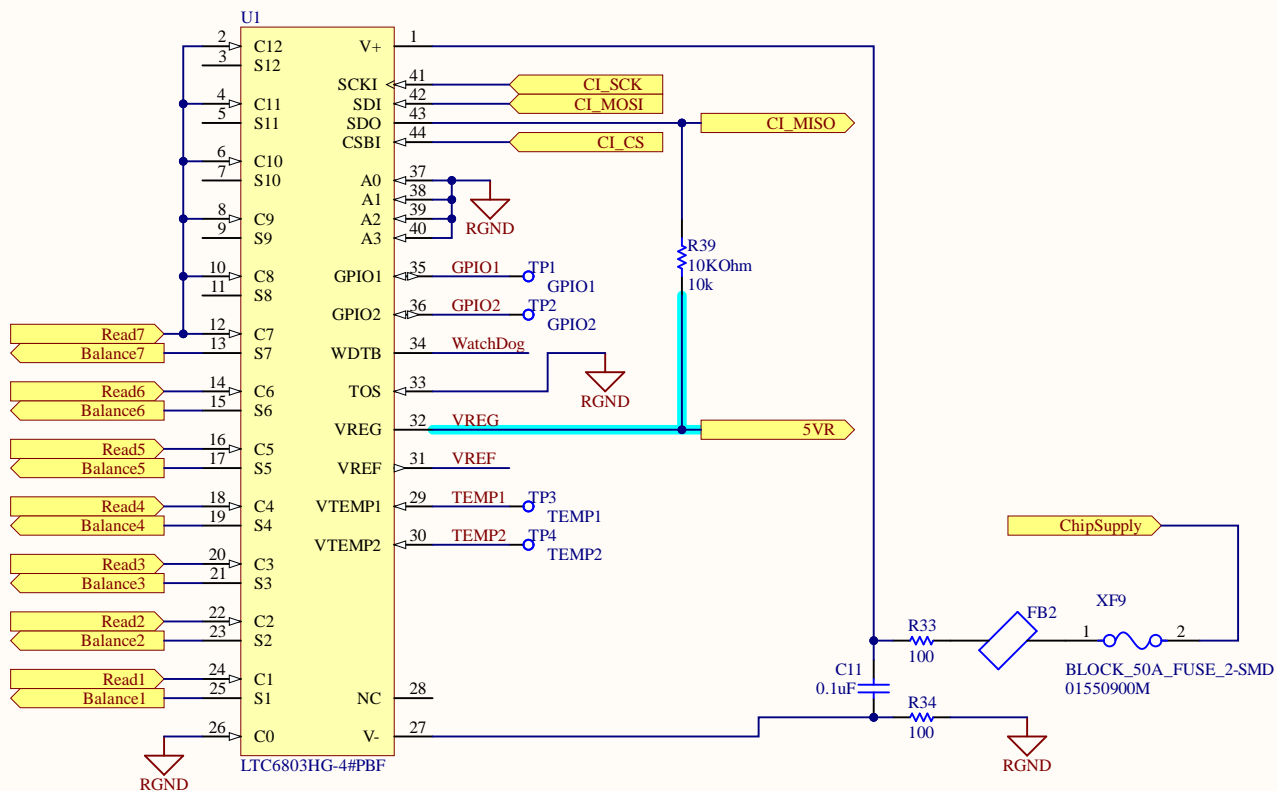 U1
2 C12 V+ 1
3 S12
SCKI 41 CI_SCK
4 C11 SDI 42 CI_MOSI
5 S11 SDO 43 CI_MISO
CSBI 44 CI_CS
6 C10
7 S10 A0 37
A1 38
8 C9 A2 39 RGND
9 S9 A3 40
R39
10KOhm
10k
10 C8 GPIO1 35 GPIO1 TP1
GPIO1
11 S8
GPIO2 36 GPIO2 TP2
GPIO2
Read7 12 C7
Balance7 13 S7 WDTB 34 WatchDog
Read6 14 C6 TOS 33 RGND
Balance6 15 S6
VREG 32 VREG 5VR
Read5 16 C5
Balance5 17 S5 VREF 31 VREF
Read4 18 C4 VTEMP1 29 TEMP1 TP3
TEMP1
Balance4 19 S4
VTEMP2 30 TEMP2 TP4
TEMP2
ChipSupply
Read3 20 C3
Balance3 21 S3
Read2 22 C2
Balance2 23 S2
XF9
FB2
1 2
BLOCK_50A_FUSE_2-SMD
01550900M
R33
100
Read1 24 C1
Balance1 25 S1 NC 28
C11
0.1uF
R34
100
26 C0 V- 27
RGND
LTC6803HG-4#PBF
RGND